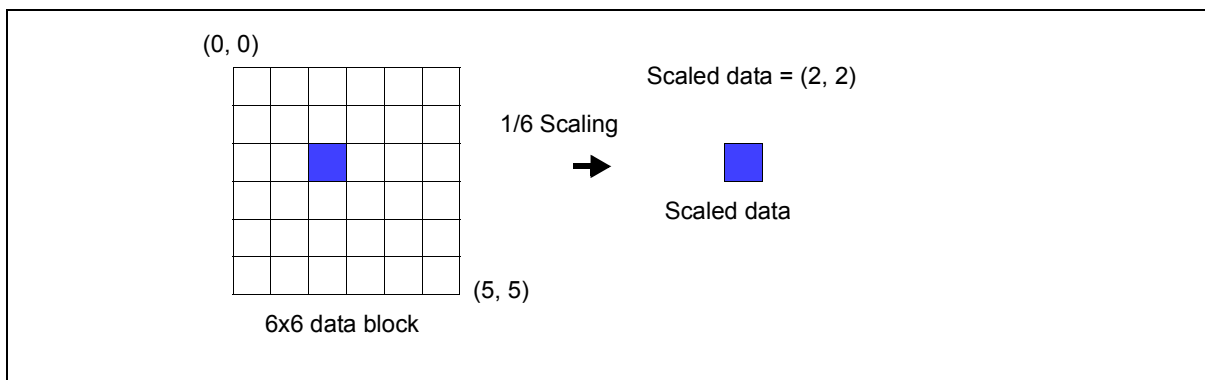 (0, 0)
Scaled data = (2, 2)
1/6 Scaling
Scaled data
(5, 5)
6x6 data block